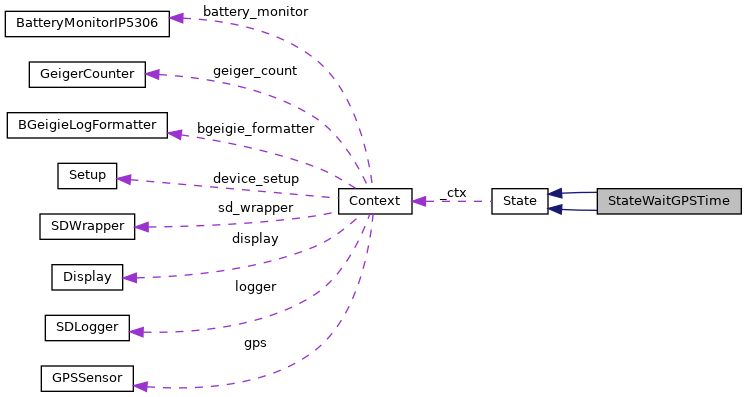 battery_monitor
BatteryMonitorIP5306
geiger_count
GeigerCounter
bgeigie_formatter
BGeigieLogFormatter
device_setup
Setup
_ctx
Context
State
StateWaitGPSTime
sd_wrapper
SDWrapper
display
Display
logger
SDLogger
gps
GPSSensor